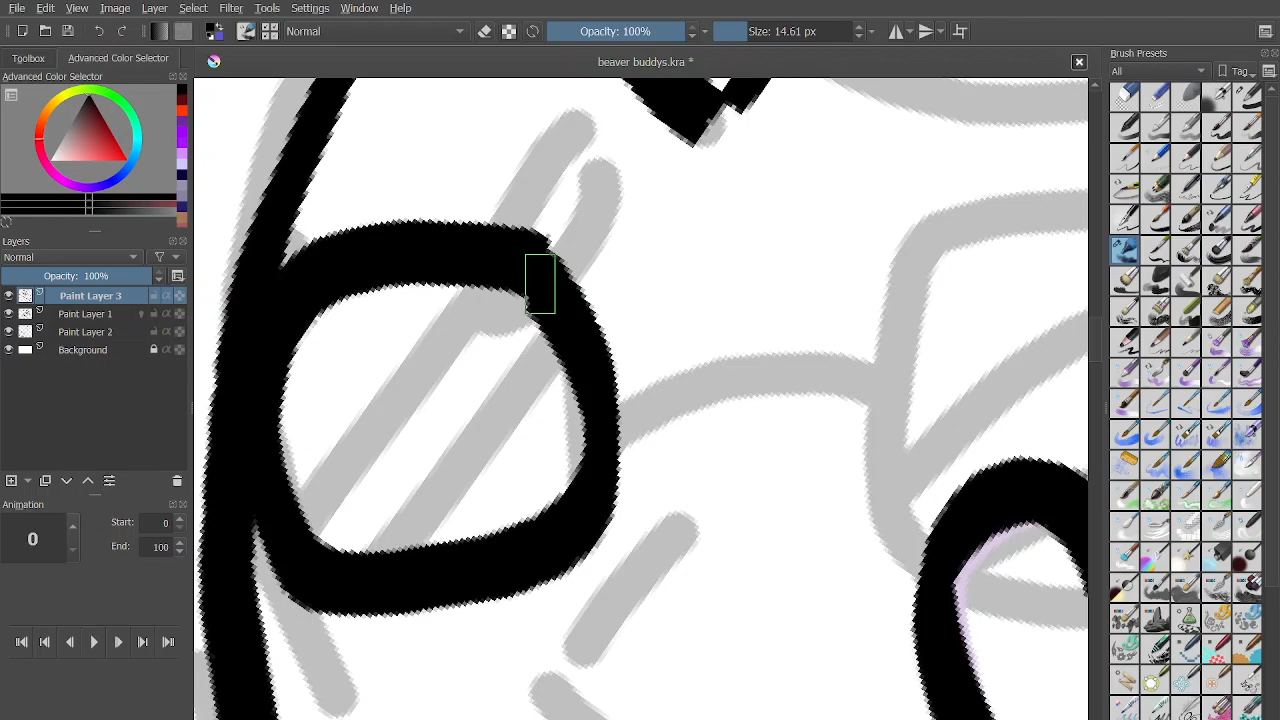 File Edit View Image Layer Select Filter Tools Settings Window Help
Normal Opacity: 100% Size: 14.61 px
Toolbox Advanced Color Selector beaver buddys.kra * Brush Presets
Advanced Color Selector
All Tag
Layers
Normal
Opacity: 100%
Paint Layer 3
Paint Layer 1
Paint Layer 2
Background
Animation
0 Start: 0
End: 100